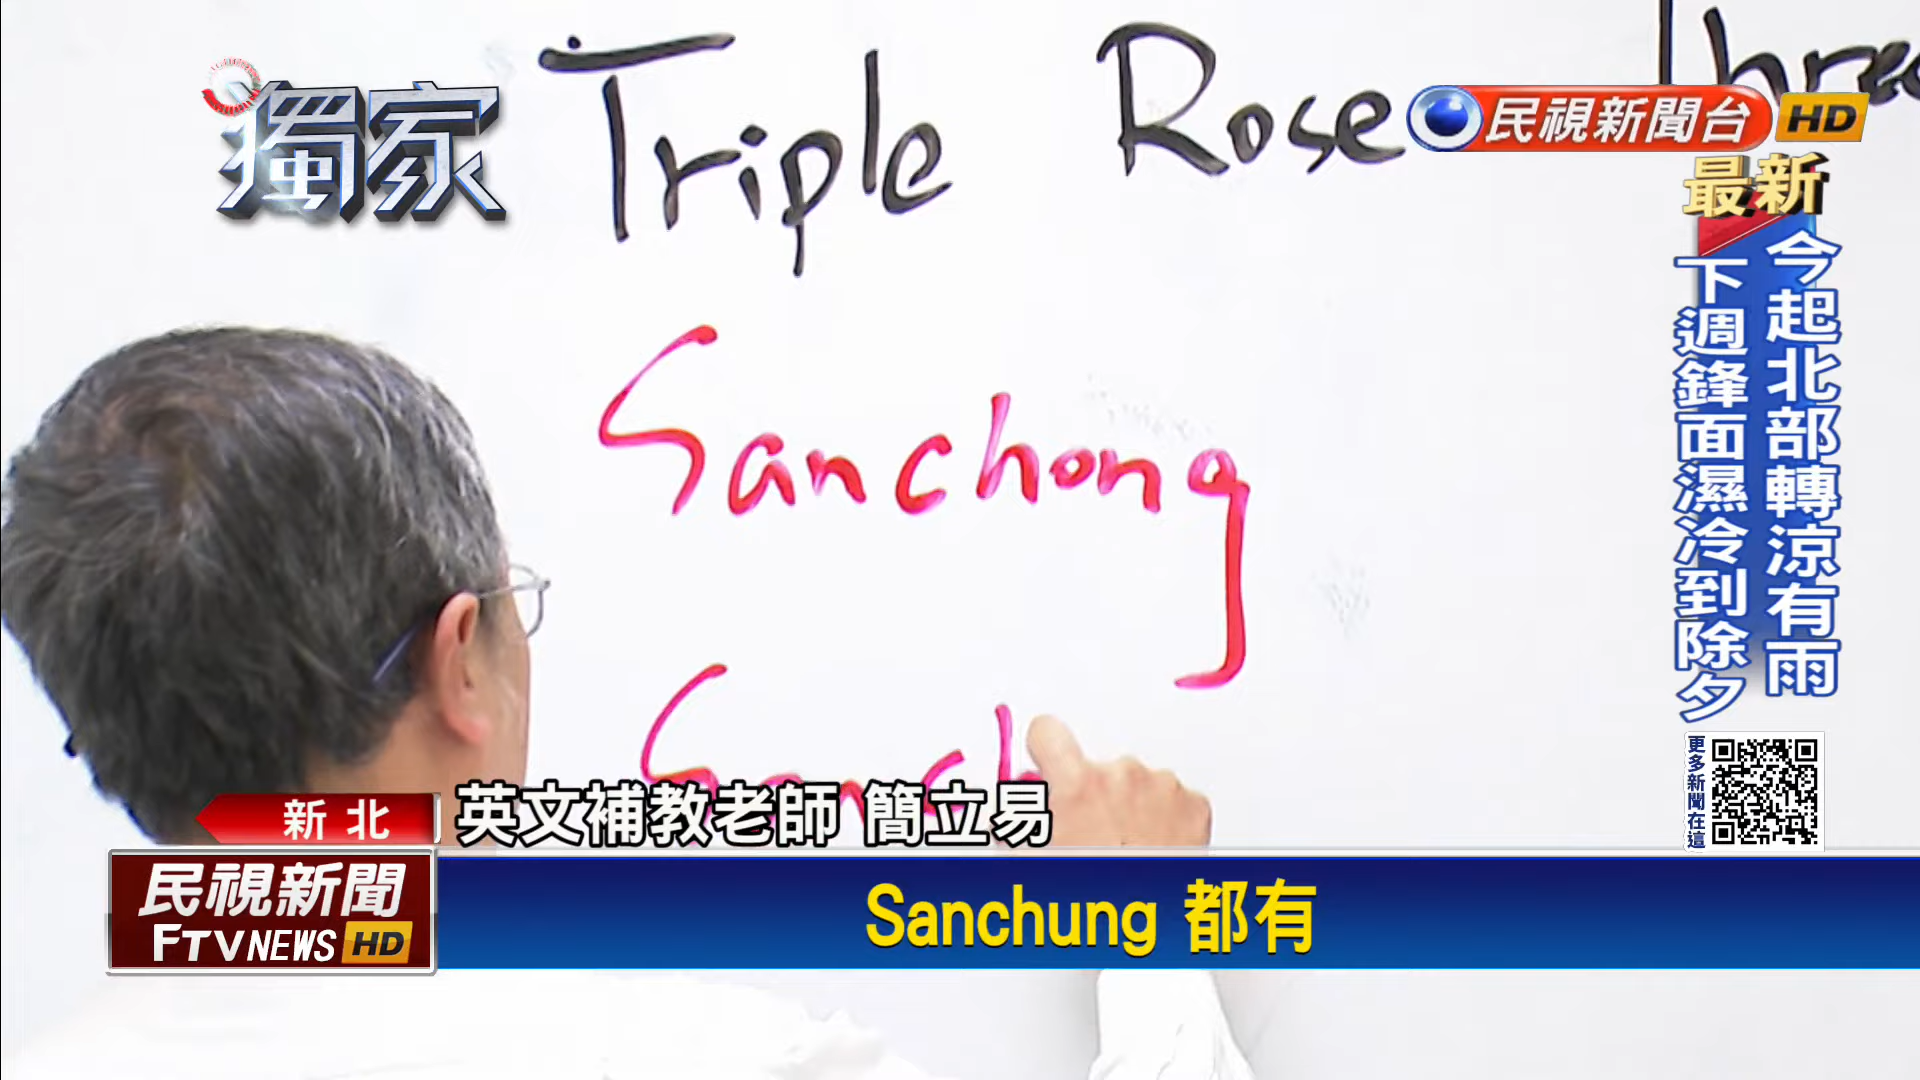 獨家
Triple Rose Three
民視新聞台 HD
最新
今起北部轉涼有雨
下週鋒面濕冷到除夕
Sanchong
Sanch
更多新聞在這
新北
英文補教老師 簡立易
民視新聞
FTVNEWS HD
Sanchung 都有